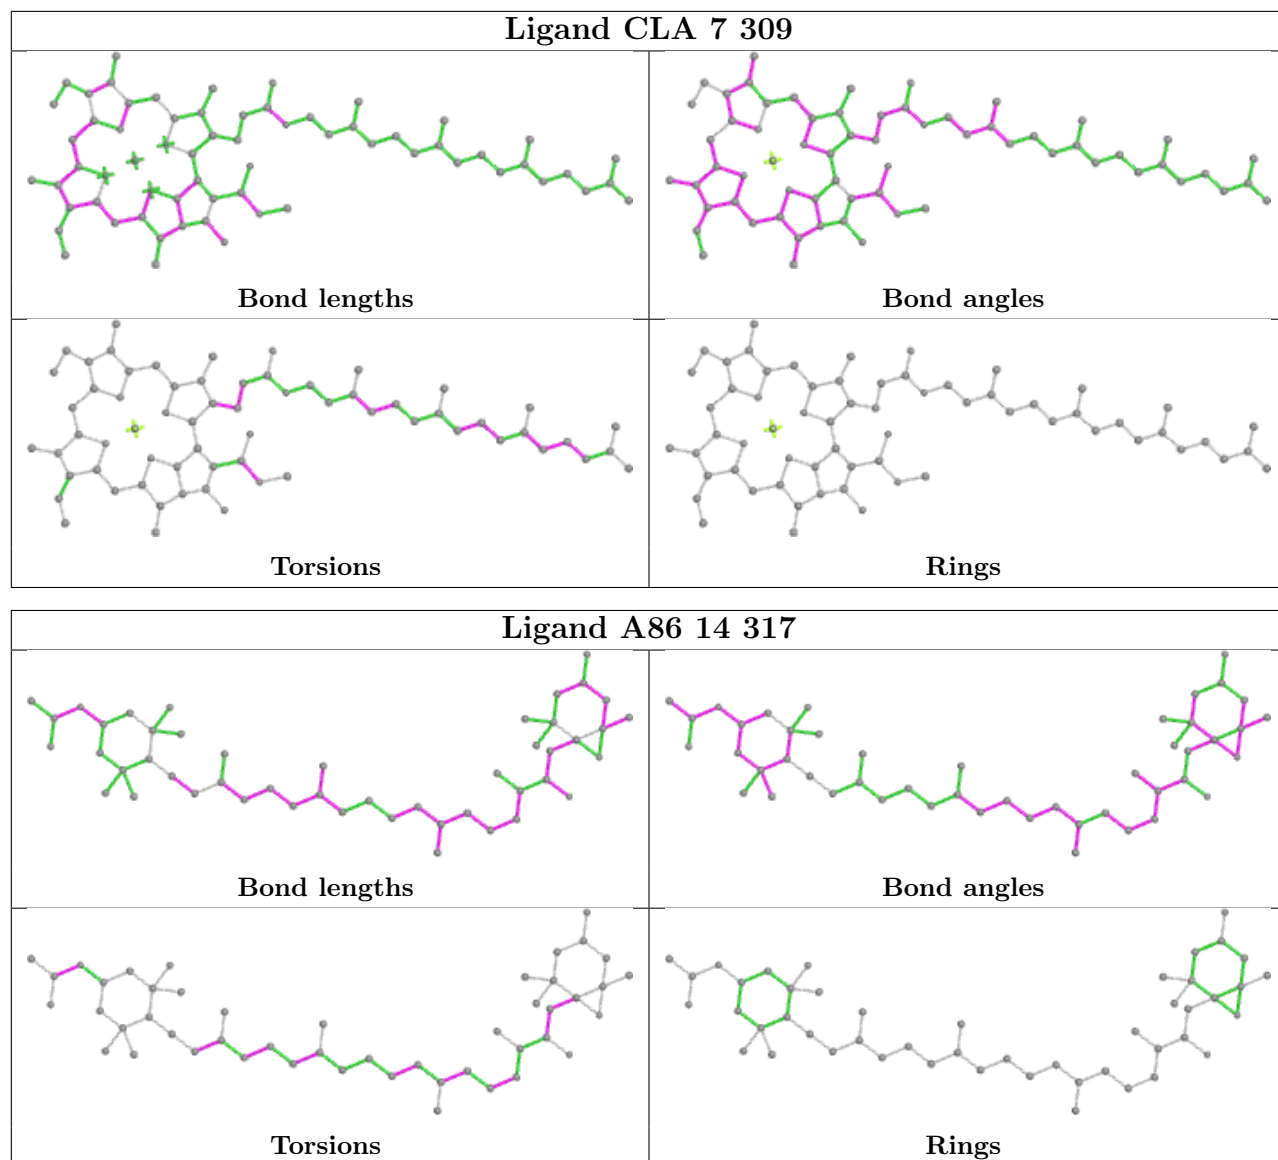 Ligand CLA 7 309
Bond lengths
Bond angles
Torsions
Rings
Ligand A86 14 317
Bond lengths
Bond angles
Torsions
Rings